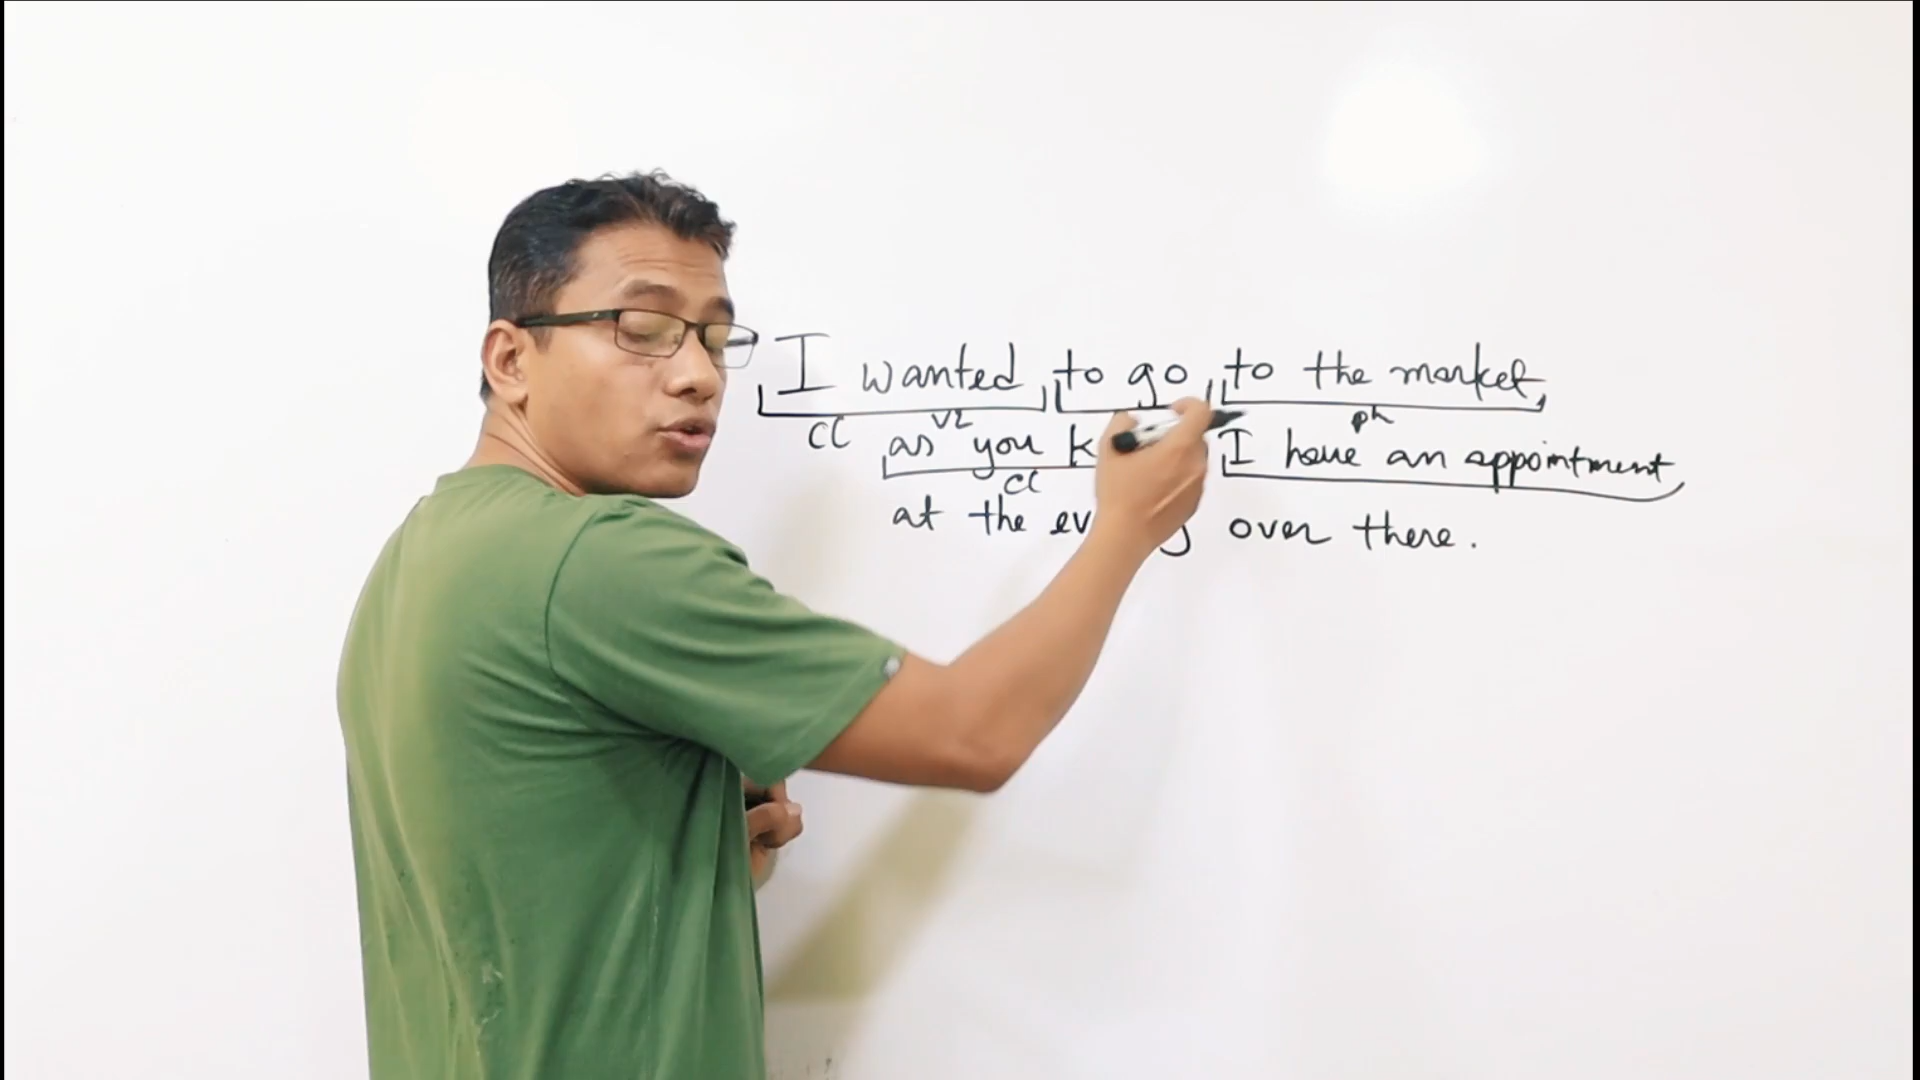 I wanted to go to the market,
CC V2 ph
as you k I have an appointment
CC
at the ev g over there.